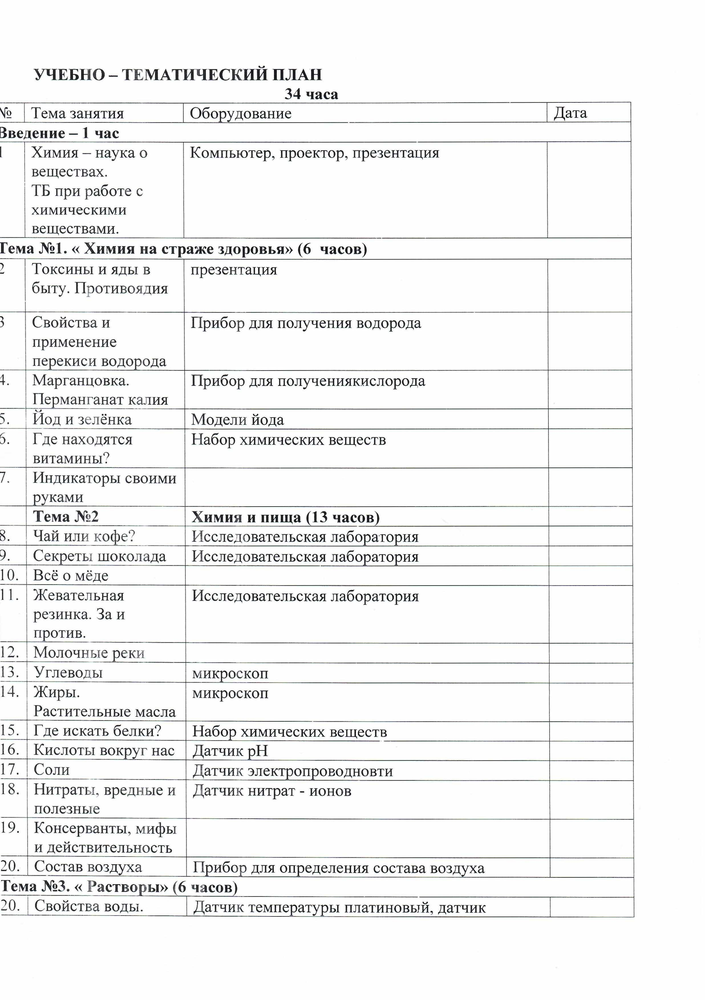 УЧЕБНО – ТЕМАТИЧЕСКИЙ ПЛАН
34 часа
№ Тема занятия Оборудование Дата
Введение – 1 час
1 Химия – наука о Компьютер, проектор, презентация
веществах.
ТБ при работе с
химическими
веществами.
Тема №1. « Химия на страже здоровья» (6 часов)
2 Токсины и яды в презентация
быту. Противоядия
3 Свойства и Прибор для получения водорода
применение
перекиси водорода
4. Марганцовка. Прибор для получениякислорода
Перманганат калия
5. Йод и зелёнка Модели йода
6. Где находятся Набор химических веществ
витамины?
7. Индикаторы своими
руками
Тема №2 Химия и пища (13 часов)
8. Чай или кофе? Исследовательская лаборатория
9. Секреты шоколада Исследовательская лаборатория
10. Всё о мёде
11. Жевательная Исследовательская лаборатория
резинка. За и
против.
12. Молочные реки
13. Углеводы микроскоп
14. Жиры. микроскоп
Растительные масла
15. Где искать белки? Набор химических веществ
16. Кислоты вокруг нас Датчик pH
17. Соли Датчик электропроводновти
18. Нитраты, вредные и Датчик нитрат - ионов
полезные
19. Консерванты, мифы
и действительность
20. Состав воздуха Прибор для определения состава воздуха
Тема №3. « Растворы» (6 часов)
20. Свойства воды. Датчик температуры платиновый, датчик